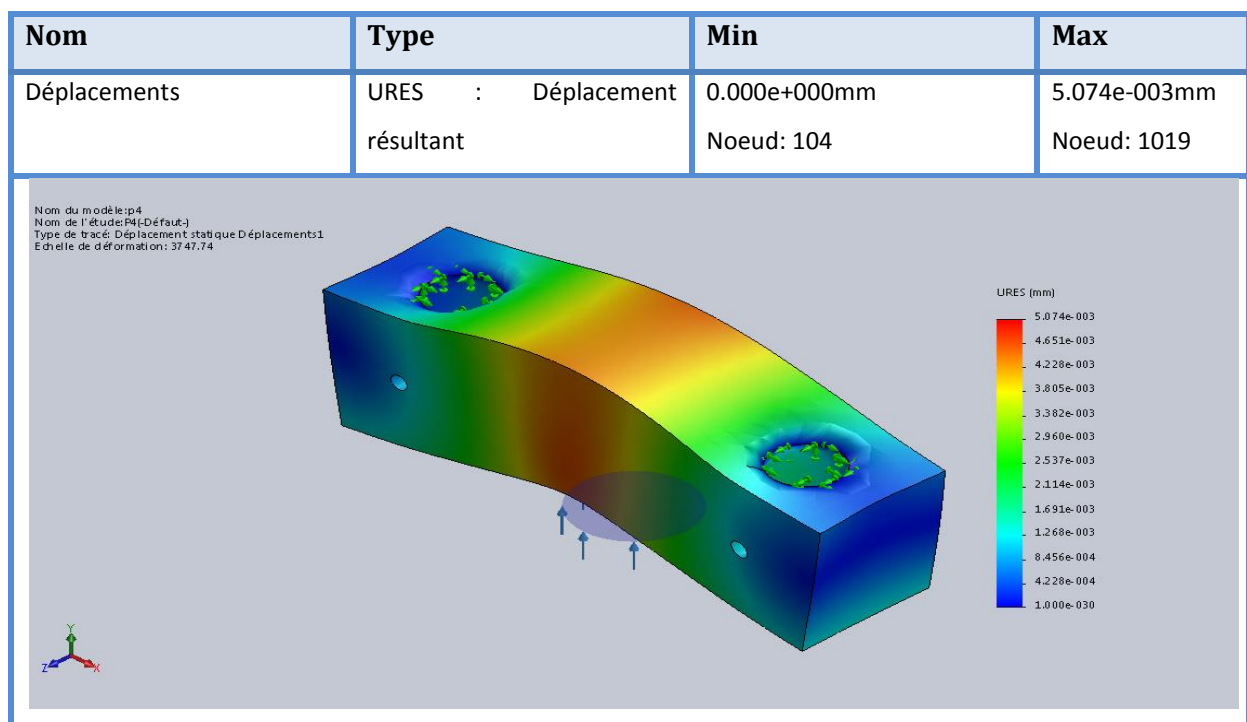 Nom Type Min Max
Déplacements URES : Déplacement 0.000e+000mm 5.074e-003mm
résultant Noeud: 104 Noeud: 1019
Nom du modèle:p4
Nom de l'étude:P4(-Défaut-)
Type de tracé: Déplacement statique Déplacements1
Echelle de déformation: 3747.74
URES (mm)
5.074e-003
4.651e-003
4.228e-003
3.805e-003
3.382e-003
2.960e-003
2.537e-003
2.114e-003
1.691e-003
1.268e-003
8.456e-004
4.228e-004
1.000e-030
Y
Z X